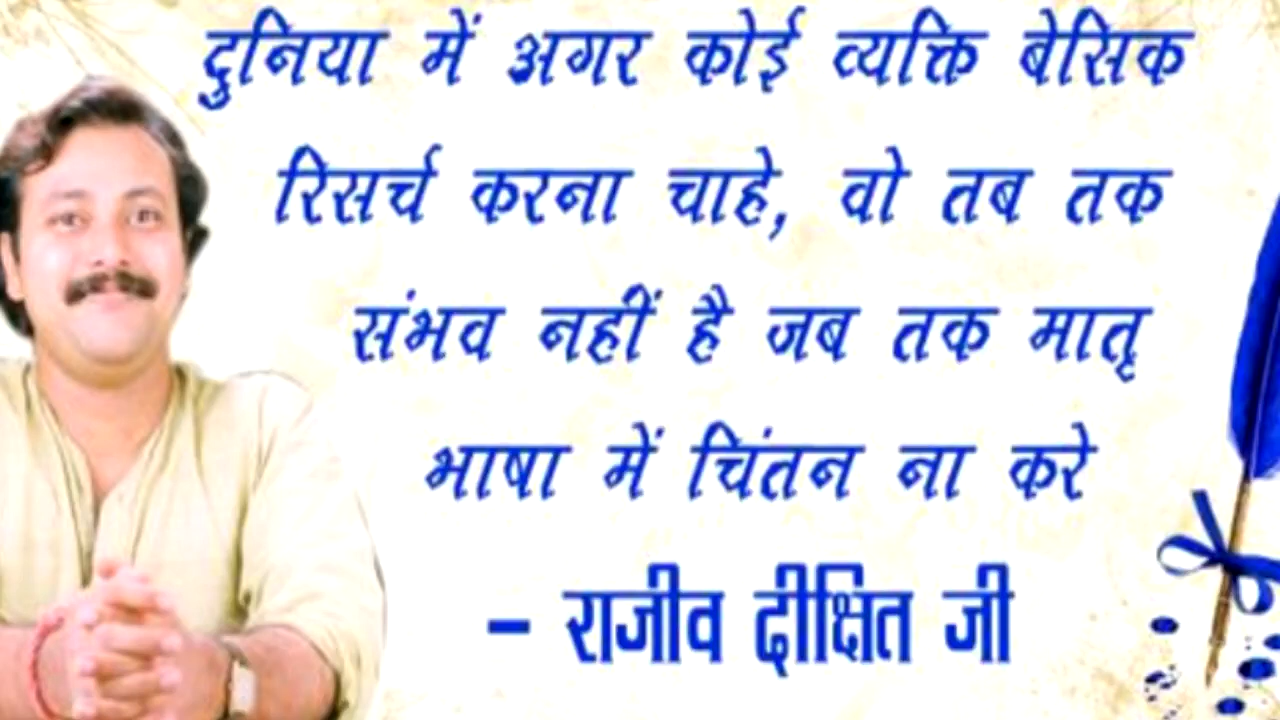 दुनिया में अगर कोई व्यक्ति बेसिक
रिसर्च करना चाहे, वो तब तक
संभव नहीं है जब तक मातृ
भाषा में चिंतन ना करे
- राजीव दीक्षित जी